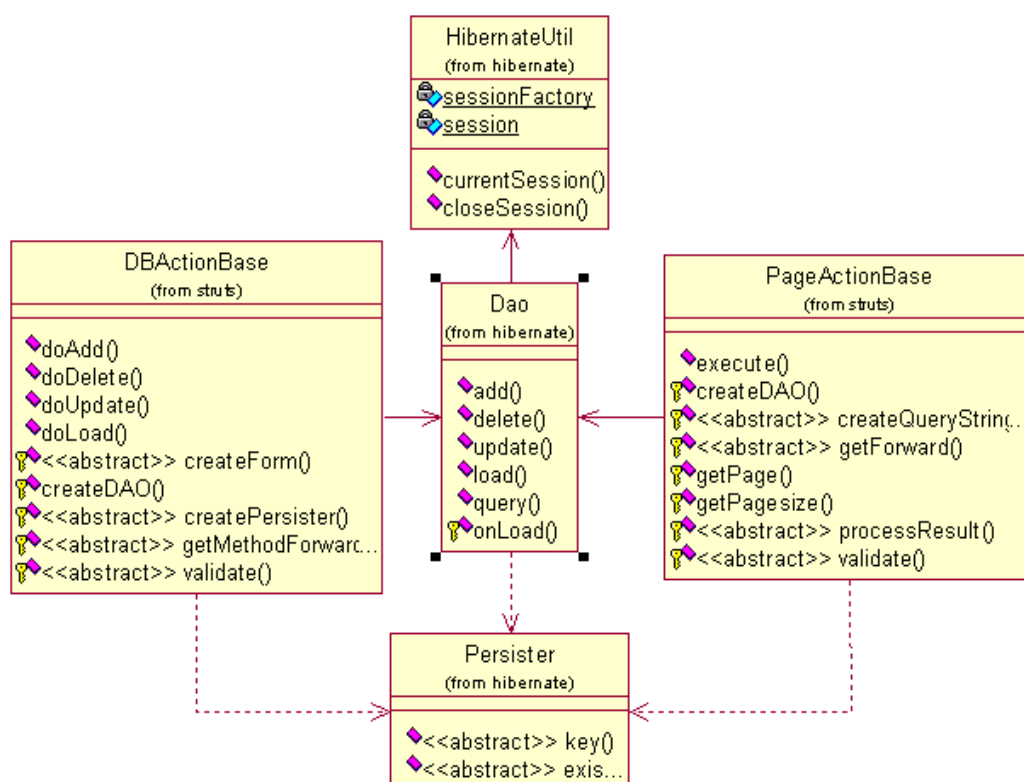 HibernateUtil
(from hibernate)
sessionFactory
session
currentSession()
closeSession()
DBActionBase
(from struts)
doAdd()
doDelete()
doUpdate()
doLoad()
<<abstract>> createForm()
createDAO()
<<abstract>> createPersister()
<<abstract>> getMethodForward...
<<abstract>> validate()
Dao
(from hibernate)
add()
delete()
update()
load()
query()
onLoad()
PageActionBase
(from struts)
execute()
createDAO()
<<abstract>> createQueryString...
<<abstract>> getForward()
getPage()
getPagesize()
<<abstract>> processResult()
<<abstract>> validate()
Persister
(from hibernate)
<<abstract>> key()
<<abstract>> exis...